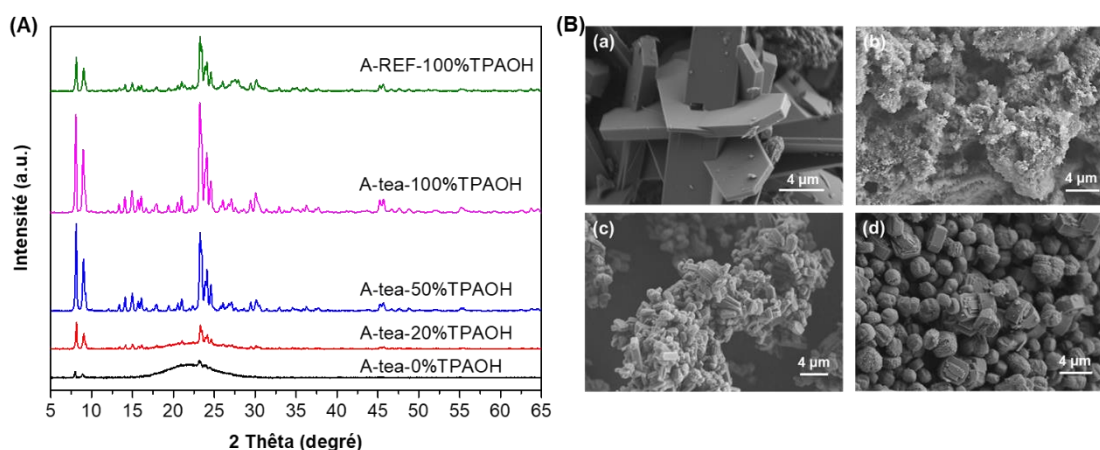 (A)
A-REF-100%TPAOH
A-tea-100%TPAOH
A-tea-50%TPAOH
A-tea-20%TPAOH
A-tea-0%TPAOH
Intensité (a.u.)
5 10 15 20 25 30 35 40 45 50 55 60 65
2 Thêta (degré)
(B)
(a)
4 µm
(b)
4 µm
(c)
4 µm
(d)
4 µm